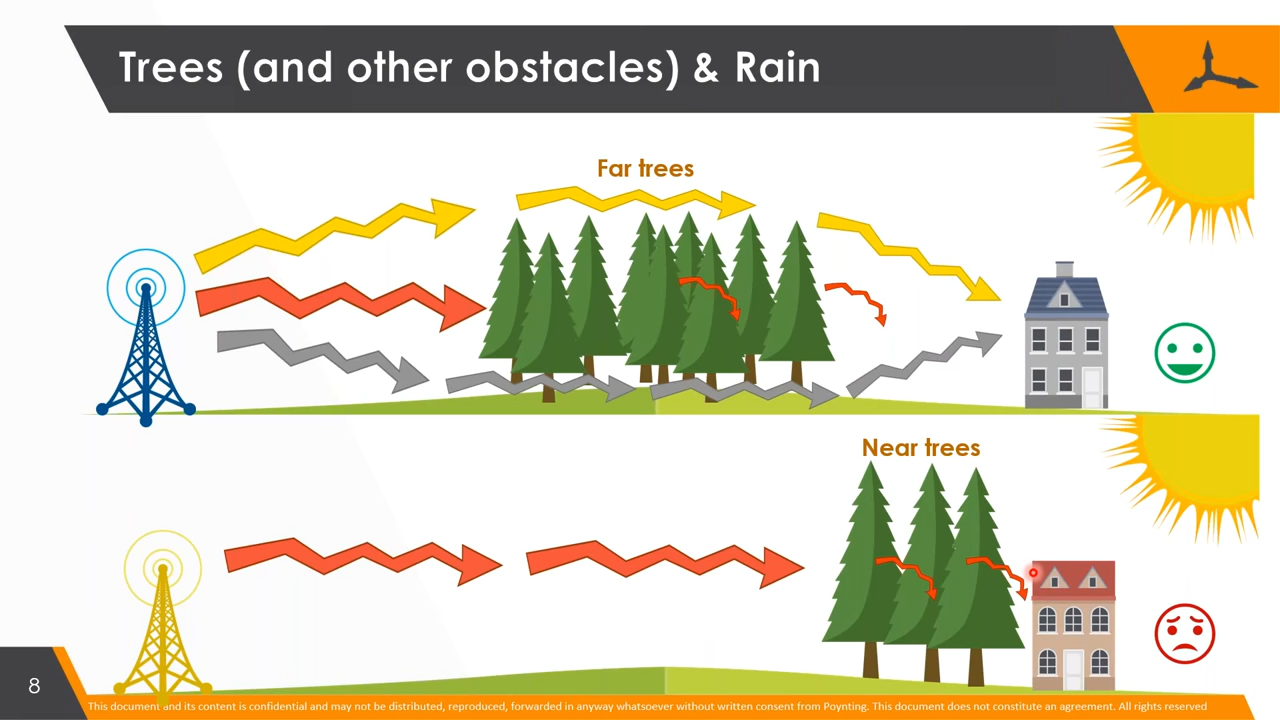 Trees (and other obstacles) & Rain
Far trees
Near trees
8
This document and its content is confidential and may not be distributed, reproduced, forwarded in anyway whatsoever without written consent from Poynting. This document does not constitute an agreement. All rights reserved